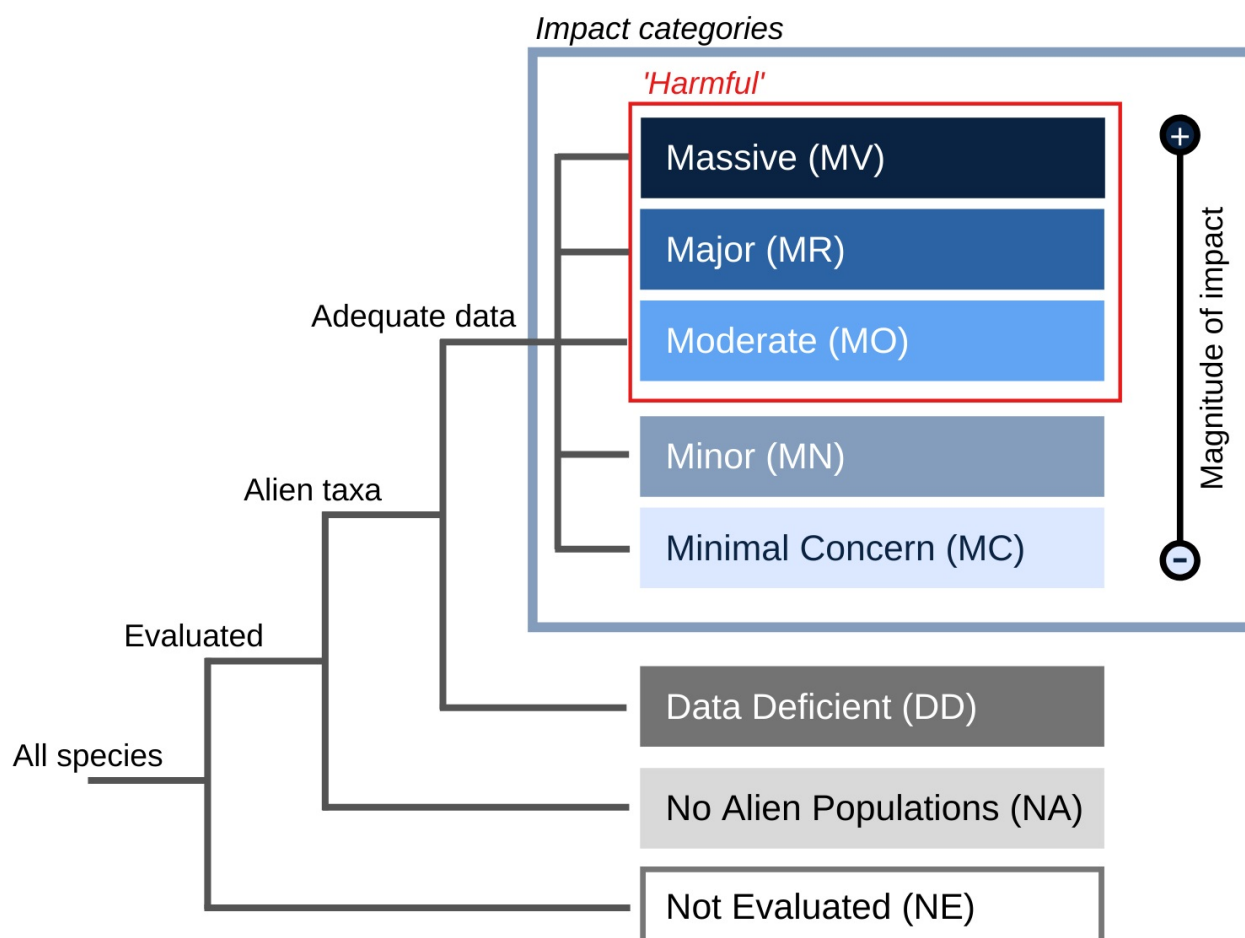 Impact categories
'Harmful'
Massive (MV)
Major (MR)
Moderate (MO)
Minor (MN)
Minimal Concern (MC)
+
Magnitude of impact
-
Adequate data
Alien taxa
Evaluated
All species
Data Deficient (DD)
No Alien Populations (NA)
Not Evaluated (NE)